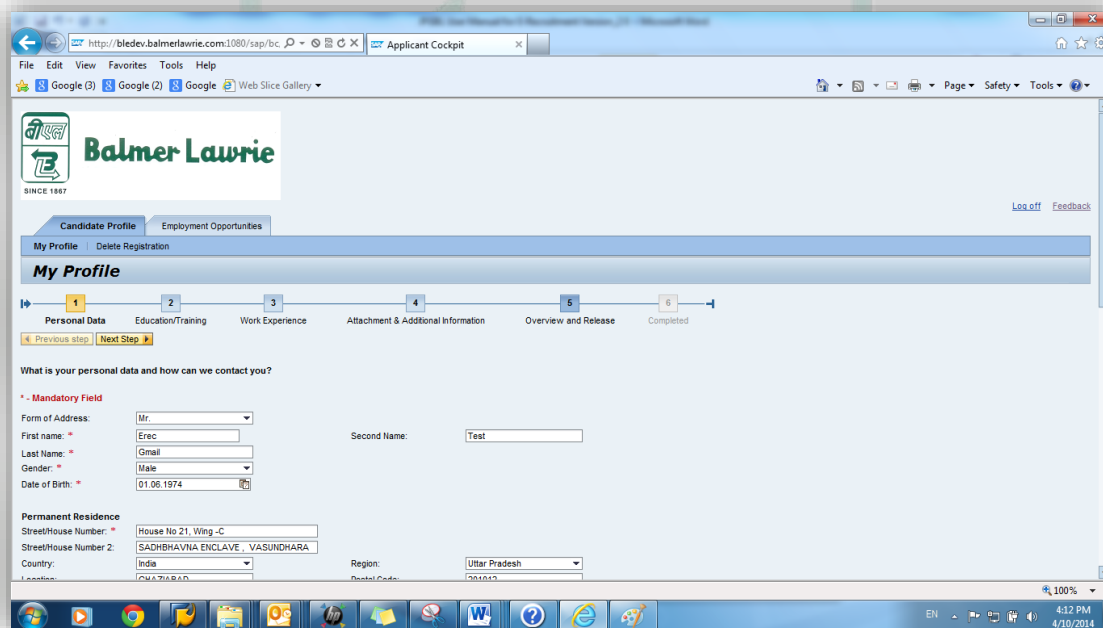 http://bledev.balmerlawrie.com:1080/sap/bc,
Applicant Cockpit
File Edit View Favorites Tools Help
Google (3) Google (2) Google Web Slice Gallery
Page Safety Tools
बीएल
Balmer Lawrie
SINCE 1867
Log off Feedback
Candidate Profile Employment Opportunities
My Profile Delete Registration
My Profile
1 2 3 4 5 6
Personal Data Education/Training Work Experience Attachment & Additional Information Overview and Release Completed
Previous step Next Step
What is your personal data and how can we contact you?
* - Mandatory Field
Form of Address: Mr.
First name: * Erec Second Name: Test
Last Name: * Gmail
Gender: * Male
Date of Birth: * 01.06.1974
Permanent Residence
Street/House Number: * House No 21, Wing -C
Street/House Number 2: SADHBHAVNA ENCLAVE , VASUNDHARA
Country: India Region: Uttar Pradesh
Location: GHAZIABAD Postal Code: 201012
100%
EN 4:12 PM
4/10/2014